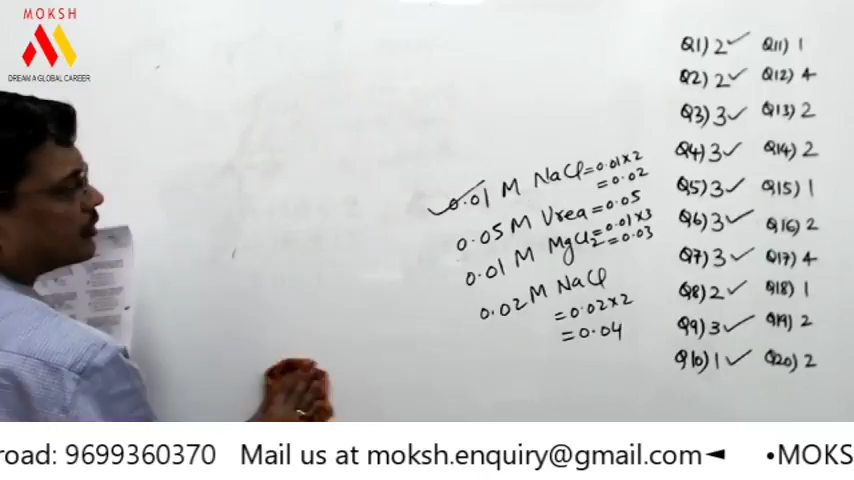 MOKSH
DREAM A GLOBAL CAREER
0.01 M NaCl = 0.01 × 2
= 0.02
0.05 M Urea = 0.05
0.01 M MgCl2 = 0.01 × 3
= 0.03
0.02 M NaCl
= 0.02 × 2
= 0.04
Q1) 2 ✓ Q11) 1
Q2) 2 ✓ Q12) 4
Q3) 3 ✓ Q13) 2
Q4) 3 ✓ Q14) 2
Q5) 3 ✓ Q15) 1
Q6) 3 ✓ Q16) 2
Q7) 3 ✓ Q17) 4
Q8) 2 ✓ Q18) 1
Q9) 3 ✓ Q19) 2
Q10) 1 ✓ Q20) 2
road: 9699360370 Mail us at moksh.enquiry@gmail.com◄ •MOKS